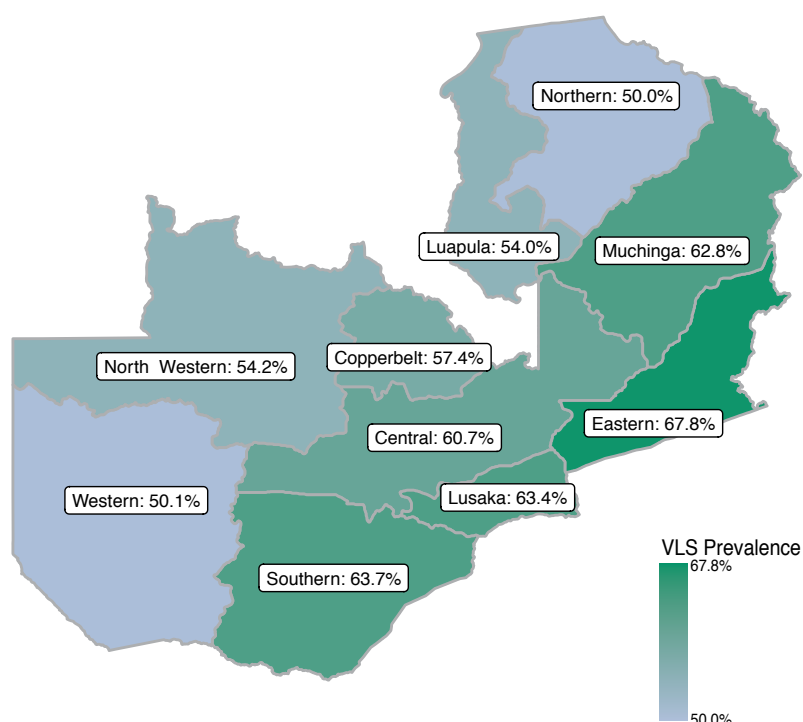 Northern: 50.0%
Luapula: 54.0%
Muchinga: 62.8%
North Western: 54.2%
Copperbelt: 57.4%
Central: 60.7%
Eastern: 67.8%
Western: 50.1%
Lusaka: 63.4%
Southern: 63.7%
VLS Prevalence
67.8%
50.0%